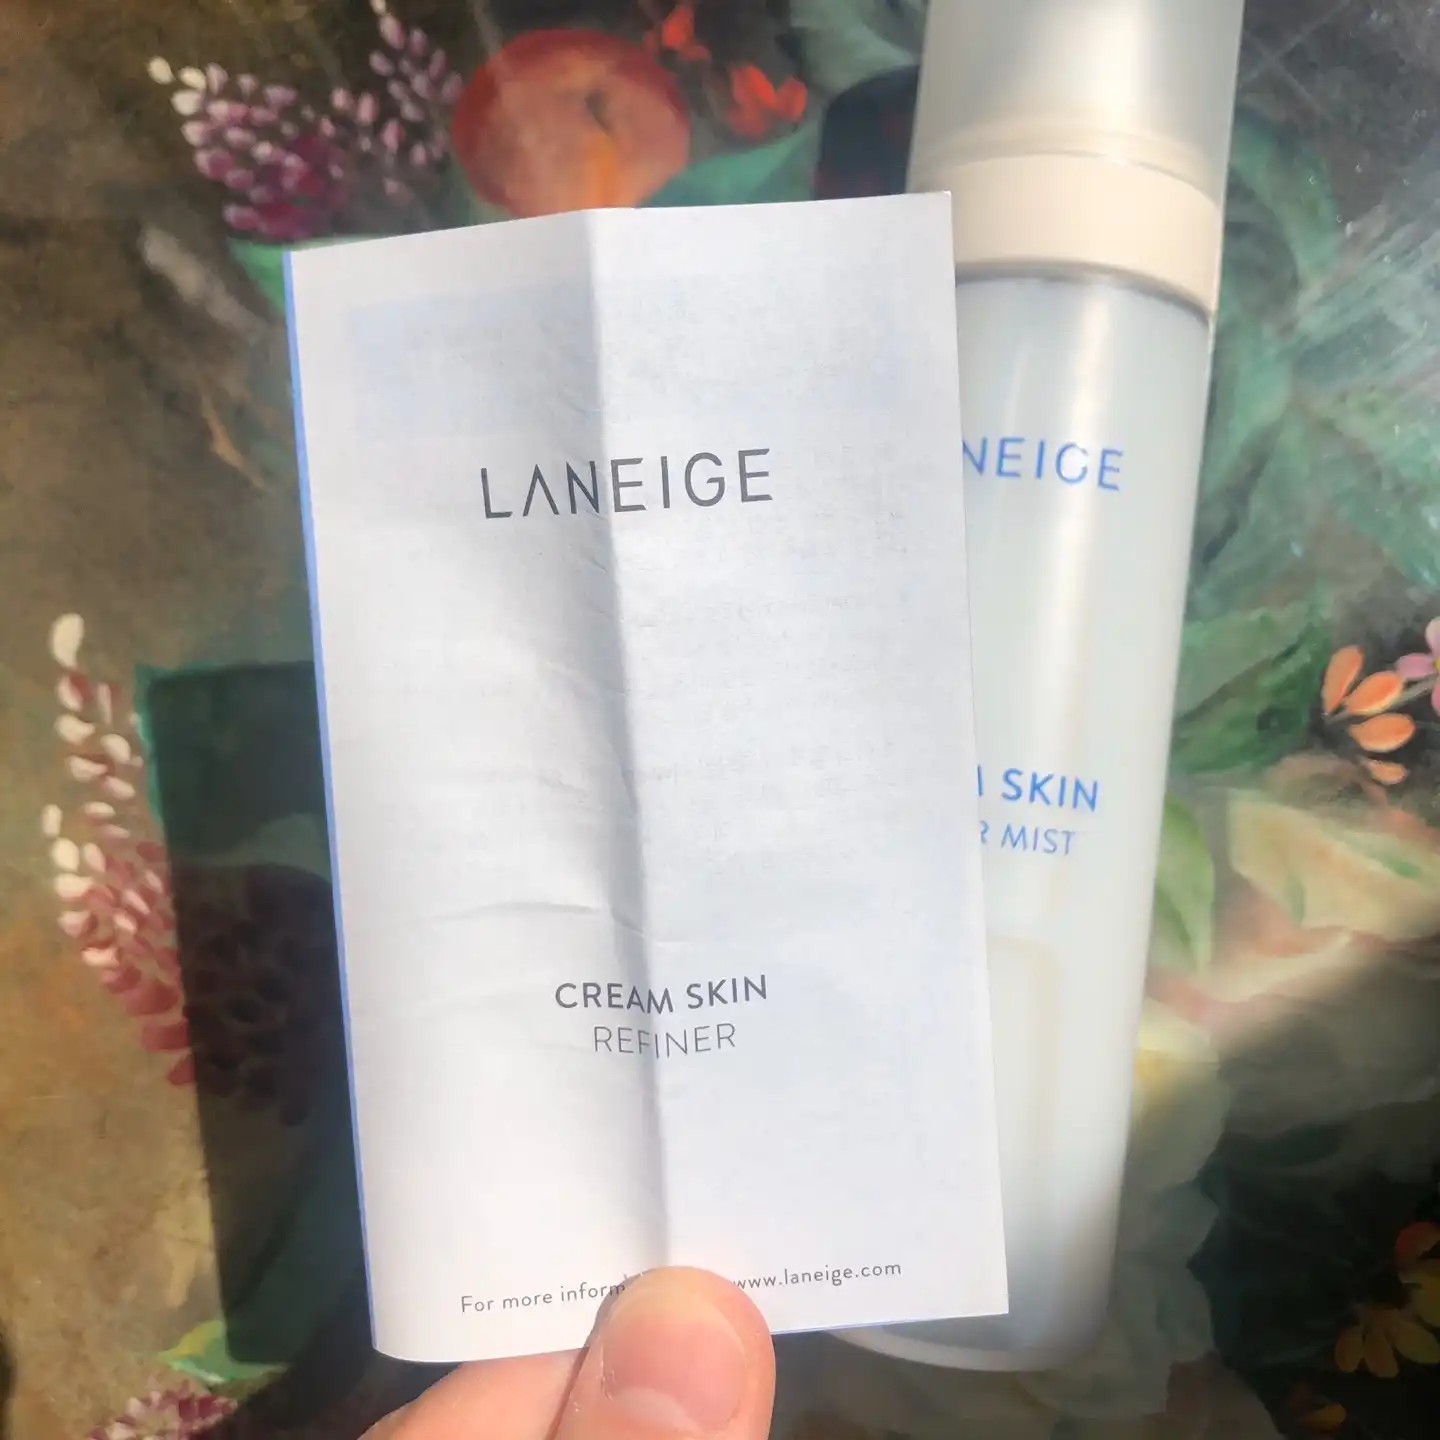 LANEIGE
CREAM SKIN
REFINER
For more inform www.laneige.com
NEIGE
SKIN
MIST